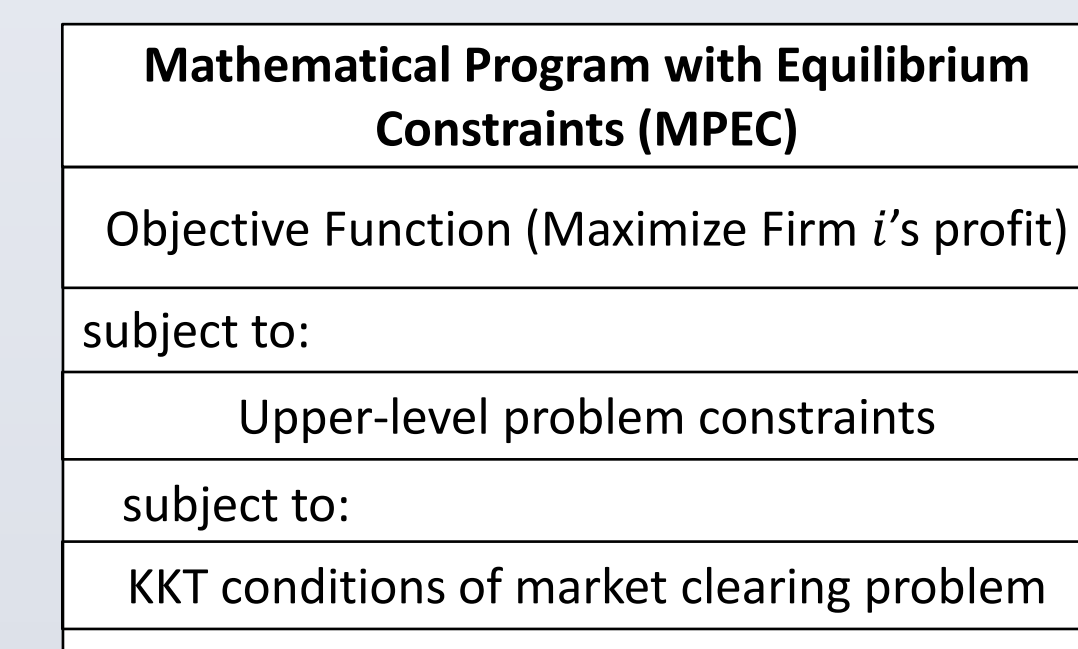 Mathematical Program with Equilibrium
Constraints (MPEC)
Objective Function (Maximize Firm i’s profit)
subject to:
Upper-level problem constraints
subject to:
KKT conditions of market clearing problem